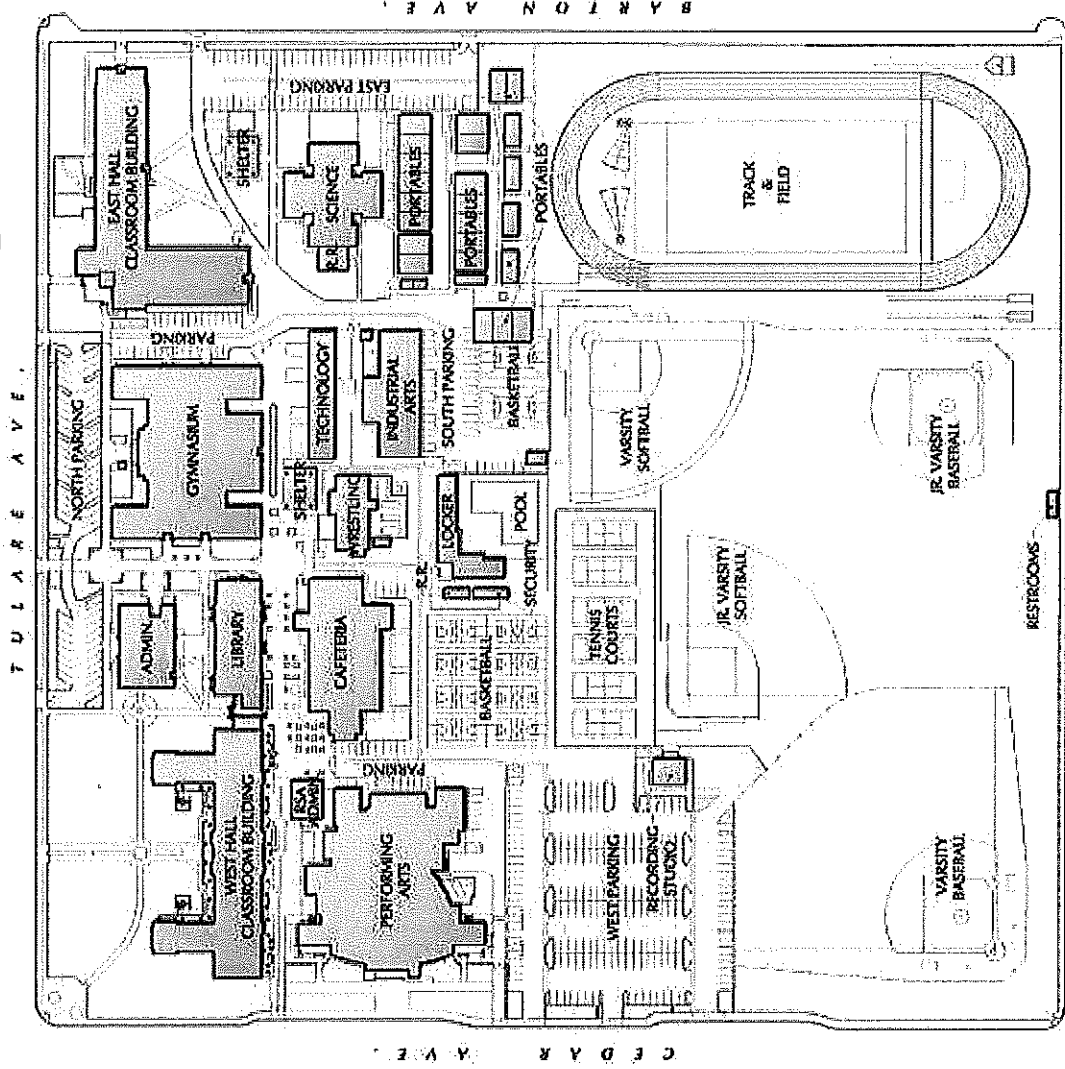 TULARE AVE.
BARTON AVE.
CEDAR AVE.
NORTH PARKING
EAST HALL
CLASSROOM BUILDING
PARKING
GYMNASIUM
ADMIN.
LIBRARY
WEST HALL
CLASSROOM BUILDING
EAST PARKING
SHELTER
SCIENCE
R.R.
TECHNOLOGY
SHELTER
WRESTLING
CAFETERIA
RSA
ADMIN
PORTABLES
PORTABLES
PORTABLES
INDUSTRIAL
ARTS
SOUTH PARKING
BASKETBALL
LOCKER
POOL
R.R.
SECURITY
BASKETBALL
PARKING
PERFORMING
ARTS
TRACK
&
FIELD
VARSITY
SOFTBALL
TENNIS
COURTS
JR. VARSITY
SOFTBALL
WEST PARKING
RECORDING
JR. VARSITY
BASEBALL
RESTROOMS
VARSITY
BASEBALL